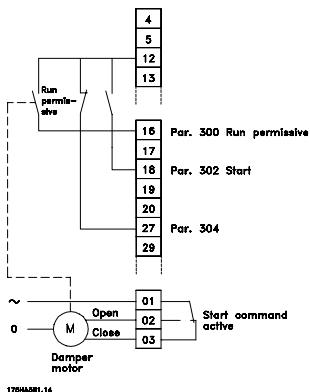 4
5
12
13
Run
permis-
sive
16 Par. 300 Run permissive
17
18 Par. 302 Start
19
20
27 Par. 304
29
~ 01
Open 02 Start command
active
0 M
Close 03
Damper
motor
175HA5R1.14